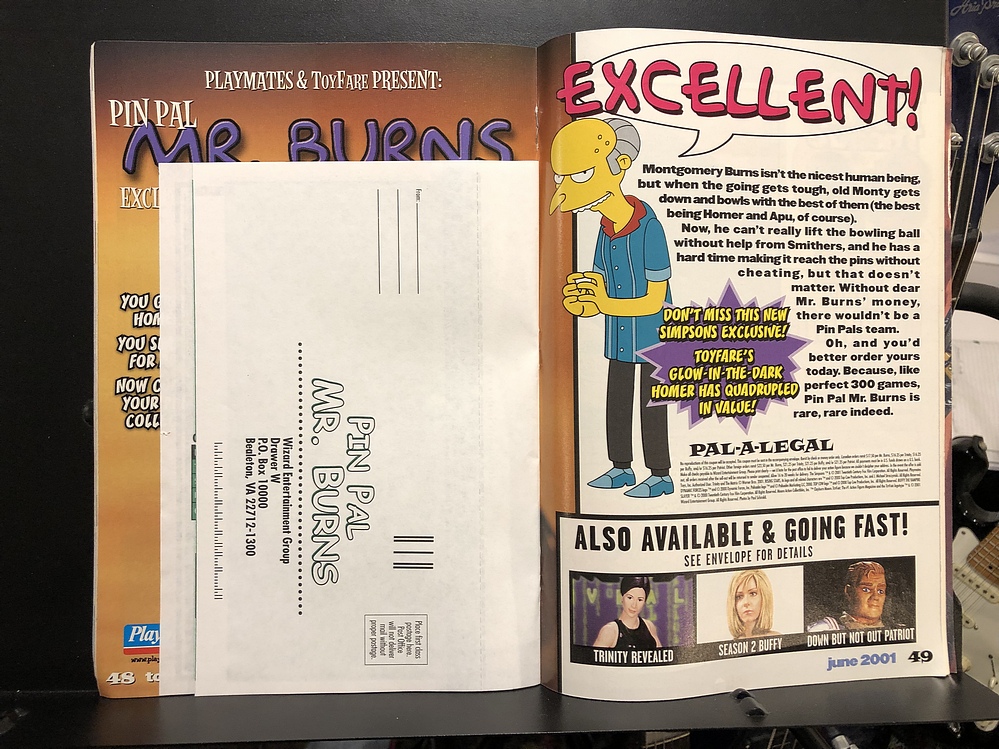 PLAYMATES & TOYFARE PRESENT:
PIN PAL
MR. BURNS
EXCL
YOU G
HOM
YOU S
FOR
NOW O
YOUR
COLL
Play
www.play
48 to
From:
PIN PAL
MR. BURNS
Wizard Entertainment Group
Drawer W
P.O. Box 10000
Bealeton, VA 22712-1300
Place first class
postage here.
Post office
will not deliver
mail without
proper postage.
EXCELLENT!
Montgomery Burns isn't the nicest human being,
but when the going gets tough, old Monty gets
down and bowls with the best of them (the best
being Homer and Apu, of course).
Now, he can't really lift the bowling ball
without help from Smithers, and he has a
hard time making it reach the pins without
cheating, but that doesn't
matter. Without dear
Mr. Burns' money,
there wouldn't be a
Pin Pals team.
Oh, and you'd
better order yours
today. Because, like
perfect 300 games,
Pin Pal Mr. Burns is
rare, rare indeed.
DON'T MISS THIS NEW
SIMPSONS EXCLUSIVE!
TOYFARE'S
GLOW-IN-THE-DARK
HOMER HAS QUADRUPLED
IN VALUE!
PAL-A-LEGAL
ALSO AVAILABLE & GOING FAST!
SEE ENVELOPE FOR DETAILS
TRINITY REVEALED
SEASON 2 BUFFY
DOWN BUT NOT OUT PATRIOT
june 2001 49